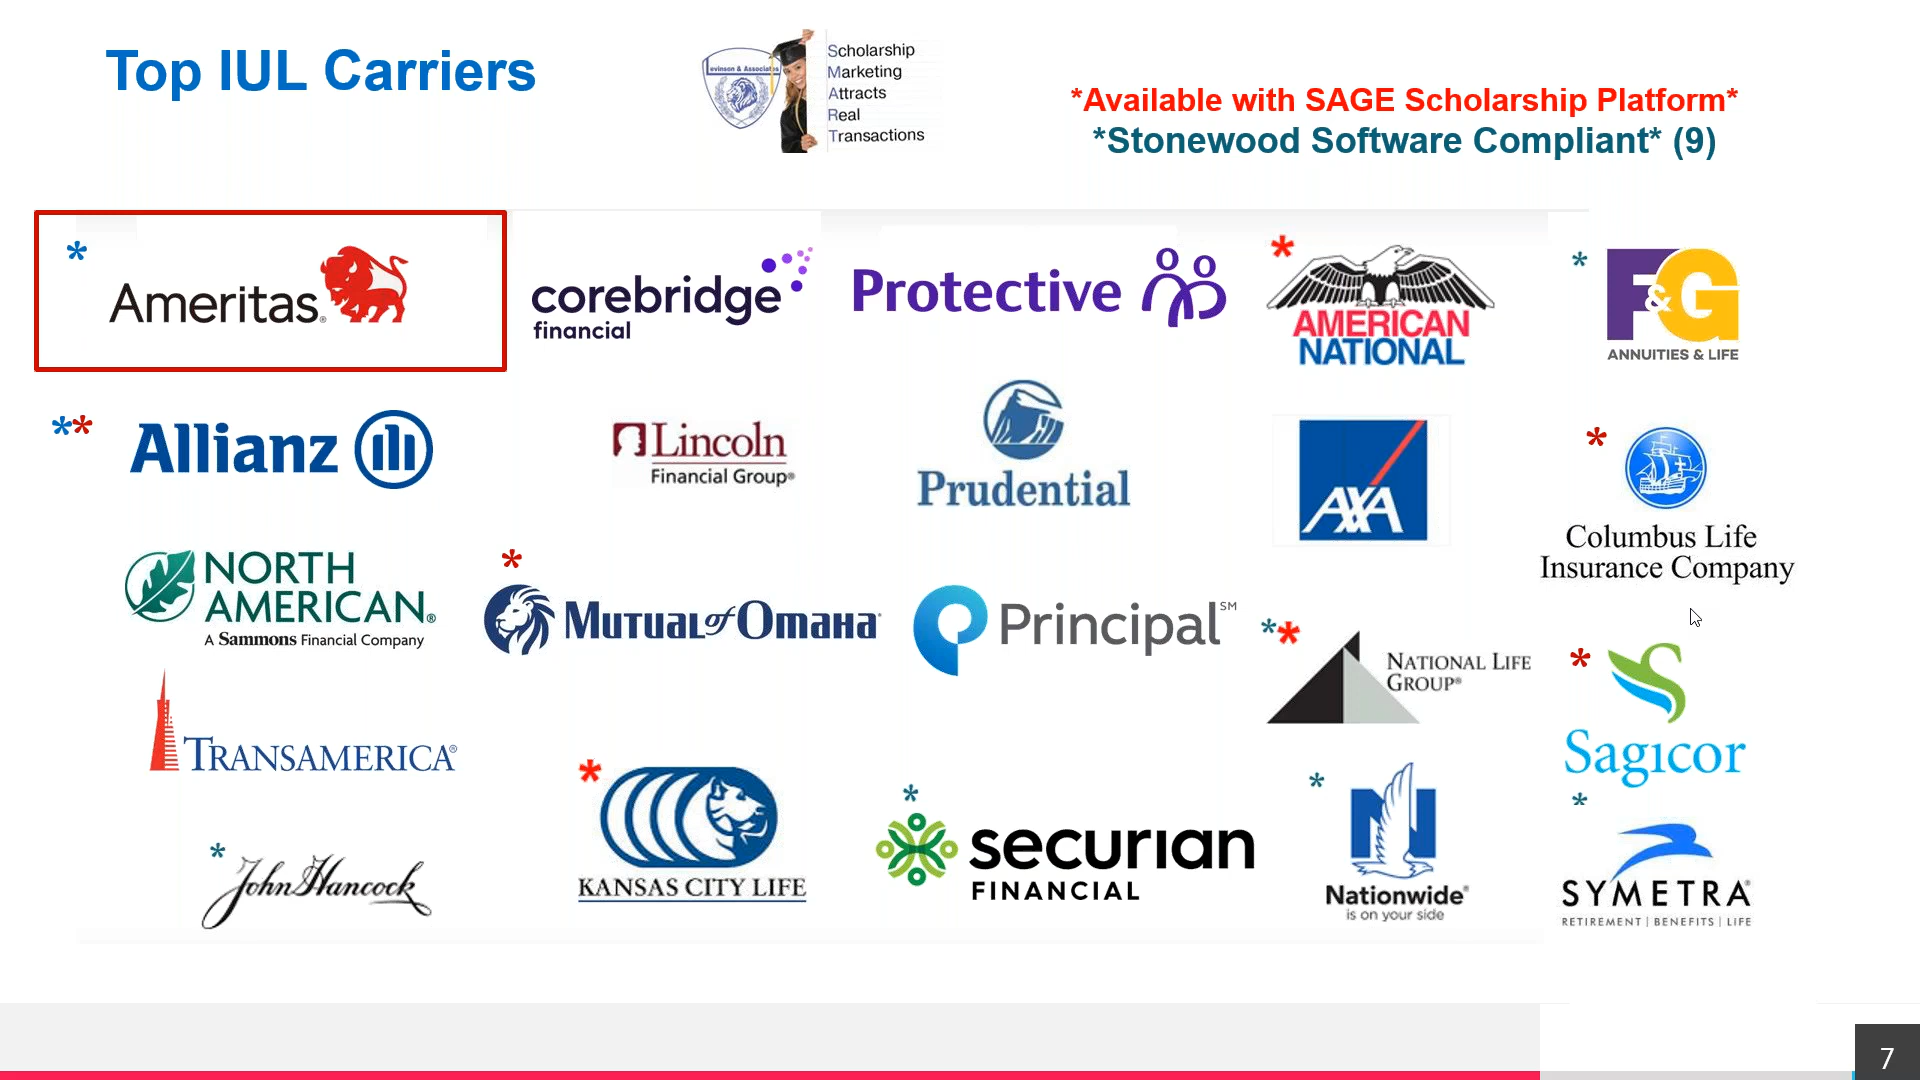 Top IUL Carriers
evinson & Associates
Scholarship
Marketing
Attracts
Real
Transactions
*Available with SAGE Scholarship Platform*
*Stonewood Software Compliant* (9)
*
Ameritas®
corebridge
financial
Protective
*
AMERICAN
NATIONAL
*
F&G
ANNUITIES & LIFE
**
Allianz
Lincoln
Financial Group®
Prudential
AXA
*
Columbus Life
Insurance Company
NORTH
AMERICAN®
A Sammons Financial Company
*
Mutual of Omaha
Principal℠
**
NATIONAL LIFE
GROUP®
*
Sagicor
TRANSAMERICA®
*
KANSAS CITY LIFE
*
securian
FINANCIAL
*
N
Nationwide®
is on your side
*
SYMETRA®
RETIREMENT | BENEFITS | LIFE
*
John Hancock
7